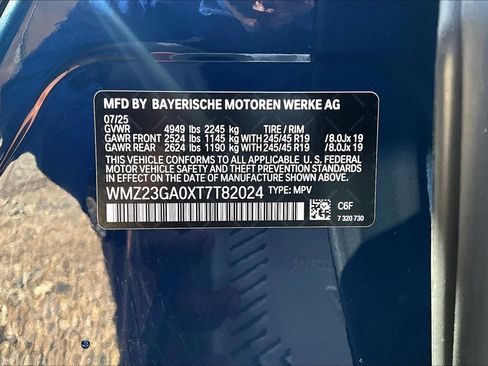 MFD BY BAYERISCHE MOTOREN WERKE AG
07/25
GVWR 4949 lbs 2245 kg TIRE / RIM
GAWR FRONT 2524 lbs 1145 kg WITH 245/45 R19 /8.0Jx 19
GAWR REAR 2624 lbs 1190 kg WITH 245/45 R19 /8.0Jx 19
THIS VEHICLE CONFORMS TO ALL APPLICABLE U.S. FEDERAL
MOTOR VEHICLE SAFETY AND THEFT PREVENTION STANDARDS
IN EFFECT ON THE DATE OF MANUFACTURE SHOWN ABOVE.
WMZ23GA0XT7T82024 TYPE: MPV
C6F
7 320 730